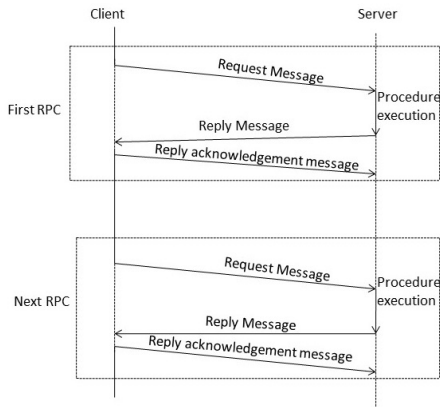 Client
Server
Request Message
First RPC
Procedure
execution
Reply Message
Reply acknowledgement message
Request Message
Next RPC
Procedure
execution
Reply Message
Reply acknowledgement message